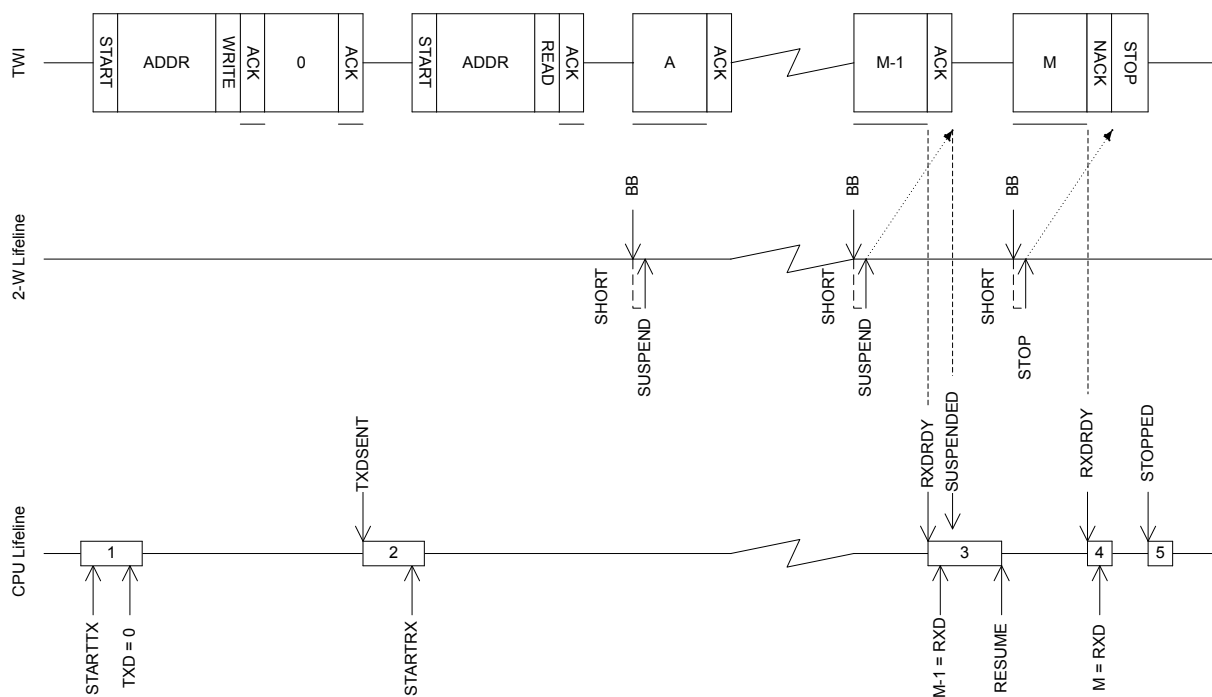 TWI
START
ADDR
WRITE
ACK
0
ACK
START
ADDR
READ
ACK
A
ACK
M-1
ACK
M
NACK
STOP
2-W Lifeline
BB
SHORT
SUSPEND
BB
SHORT
SUSPEND
BB
SHORT
STOP
CPU Lifeline
TXDSENT
RXDRDY
SUSPENDED
RXDRDY
STOPPED
1
2
3
4
5
STARTTX
TXD = 0
STARTRX
M-1 = RXD
RESUME
M = RXD